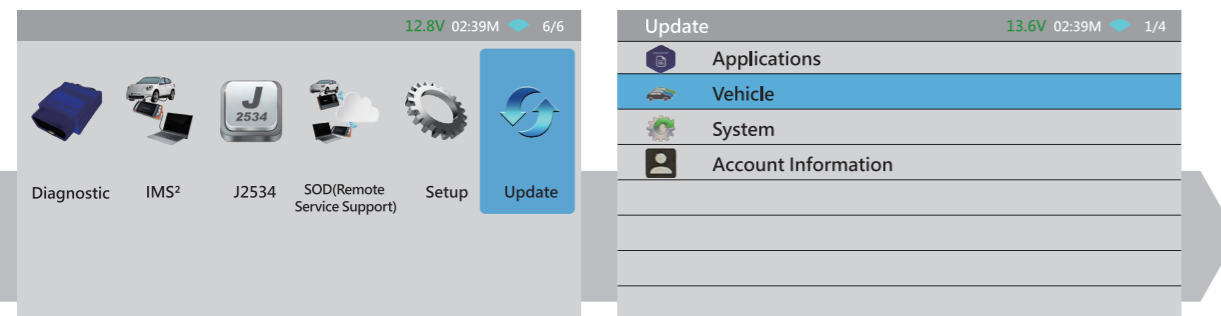 12.8V 02:39M 6/6
J
2534
Diagnostic IMS² J2534 SOD(Remote Service Support) Setup Update
Update 13.6V 02:39M 1/4
Applications
Vehicle
System
Account Information